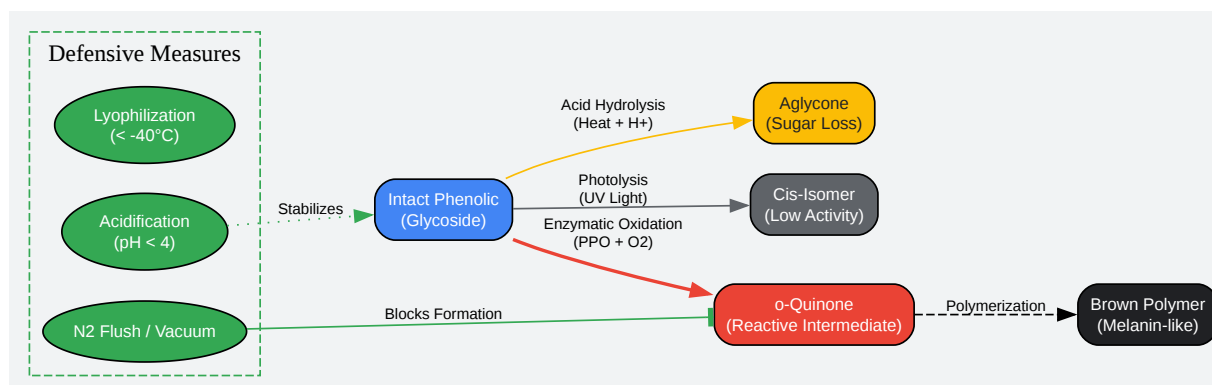 Defensive Measures
Lyophilization
(< -40°C)
Acidification
(pH < 4)
N2 Flush / Vacuum
Stabilizes
Blocks Formation
Intact Phenolic
(Glycoside)
Acid Hydrolysis
(Heat + H+)
Photolysis
(UV Light)
Enzymatic Oxidation
(PPO + O2)
Aglycone
(Sugar Loss)
Cis-Isomer
(Low Activity)
o-Quinone
(Reactive Intermediate)
Polymerization
Brown Polymer
(Melanin-like)